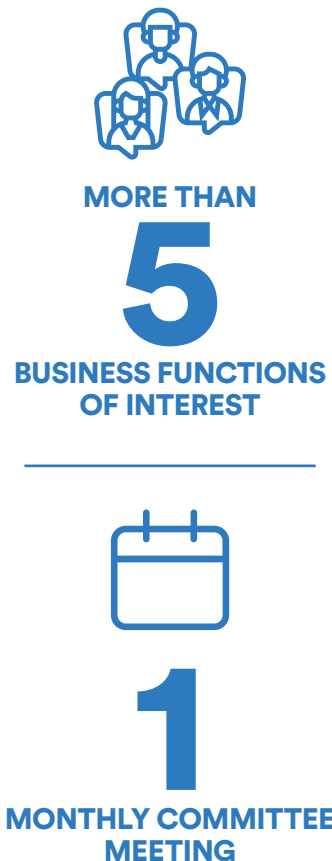 MORE THAN
5
BUSINESS FUNCTIONS
OF INTEREST
1
MONTHLY COMMITTEE
MEETING